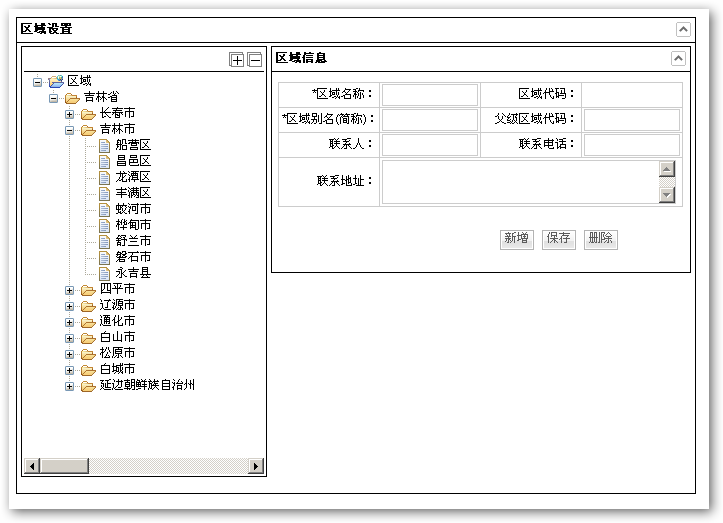 区域设置
区域
吉林省
长春市
吉林市
船营区
昌邑区
龙潭区
丰满区
蛟河市
桦甸市
舒兰市
磐石市
永吉县
四平市
辽源市
通化市
白山市
松原市
白城市
延边朝鲜族自治州
区域信息
*区域名称： 区域代码：
*区域别名(简称)： 父级区域代码：
联系人： 联系电话：
联系地址：
新增 保存 删除